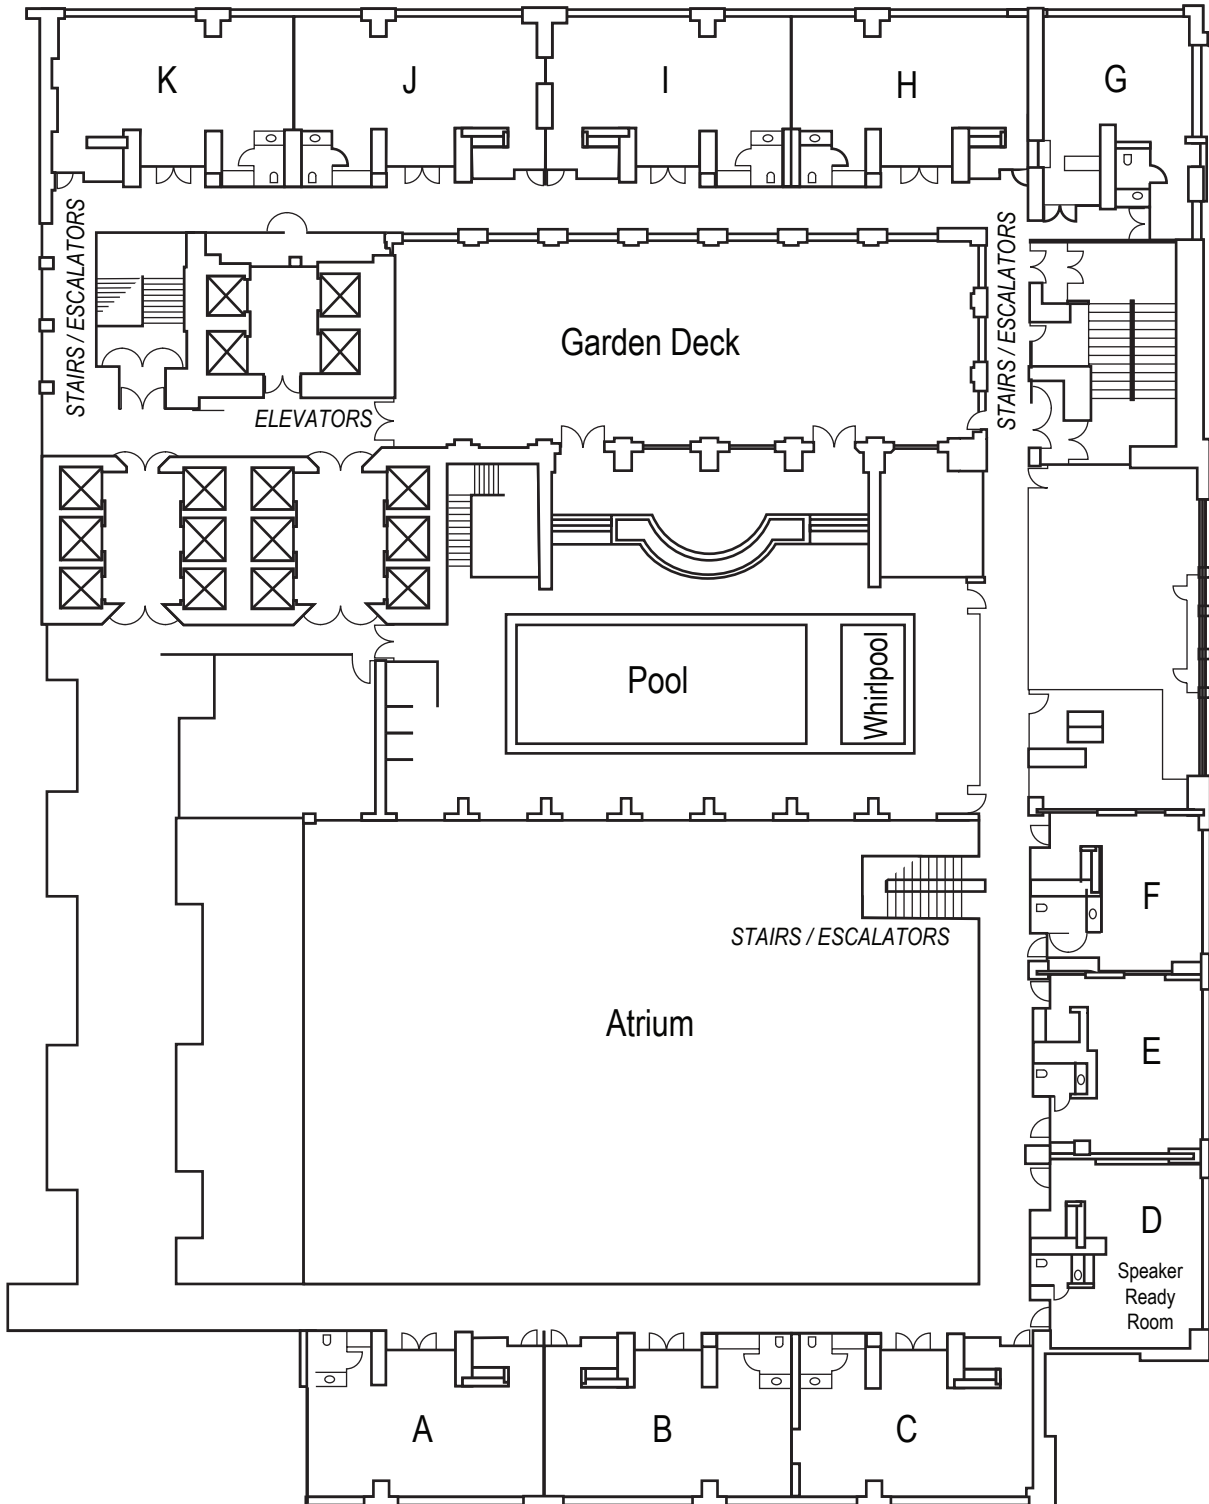 K
J
I
H
G
STAIRS / ESCALATORS
STAIRS / ESCALATORS
Garden Deck
ELEVATORS
Pool
Whirlpool
F
STAIRS / ESCALATORS
Atrium
E
D
Speaker
Ready
Room
A
B
C